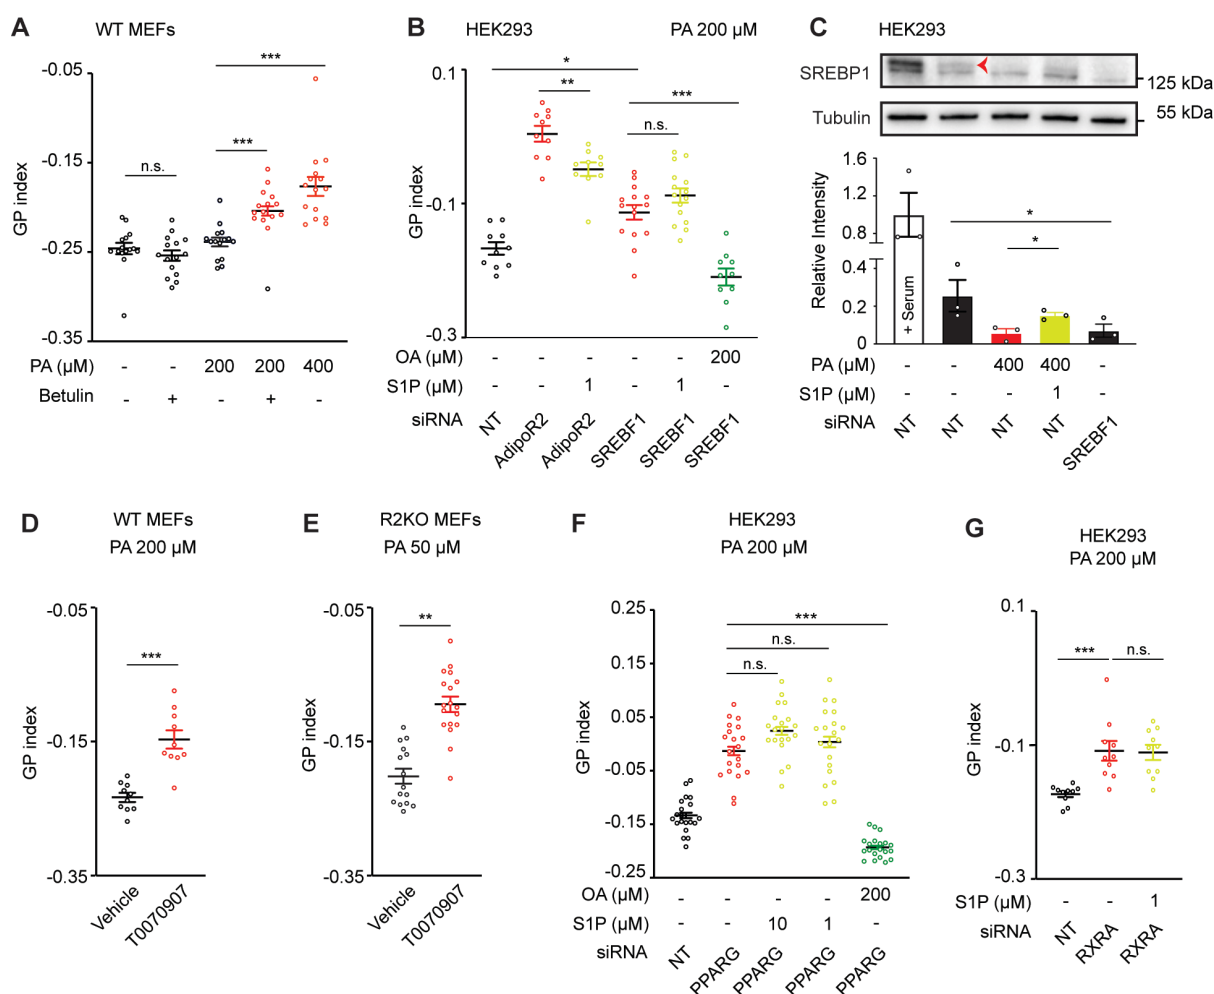 A
WT MEFs
-0.05
-0.15
-0.25
-0.35
GP index
n.s.
***
***
PA (µM)
- - 200 200 400
Betulin
- + - + -
B
HEK293
PA 200 µM
0.1
-0.1
-0.3
GP index
*
**
***
n.s.
OA (µM)
- - - - - 200
S1P (µM)
- - 1 - 1 -
siRNA
NT
AdipoR2
AdipoR2
SREBF1
SREBF1
SREBF1
C
HEK293
SREBP1
125 kDa
Tubulin
55 kDa
1.6
1.2
0.8
0.4
0.2
0
Relative Intensity
+ Serum
*
*
PA (µM)
- - 400 400 -
S1P (µM)
- - - 1 -
siRNA
NT
NT
NT
NT
SREBF1
D
WT MEFs
PA 200 µM
-0.05
-0.15
-0.35
GP index
***
Vehicle
T0070907
E
R2KO MEFs
PA 50 µM
-0.05
-0.15
-0.35
GP index
**
Vehicle
T0070907
F
HEK293
PA 200 µM
0.25
0.15
0.05
-0.05
-0.15
-0.25
GP index
***
n.s.
n.s.
OA (µM)
- - - - 200
S1P (µM)
- - 10 1 -
siRNA
NT
PPARG
PPARG
PPARG
PPARG
G
HEK293
PA 200 µM
0.1
-0.1
-0.3
GP index
***
n.s.
S1P (µM)
- - 1
siRNA
NT
RXRA
RXRA